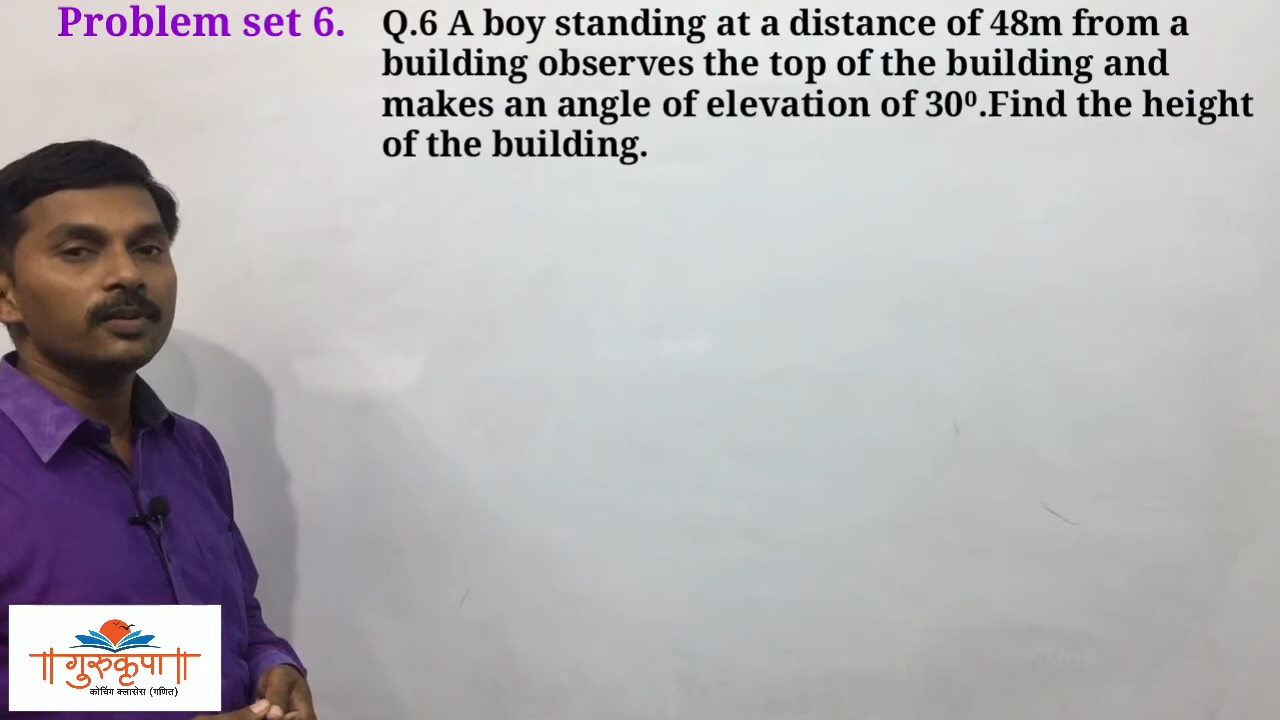 Problem set 6.
Q.6 A boy standing at a distance of 48m from a
building observes the top of the building and
makes an angle of elevation of 30⁰.Find the height
of the building.
॥गुरुकृपा॥
कोचिंग क्लासेस (गणित)